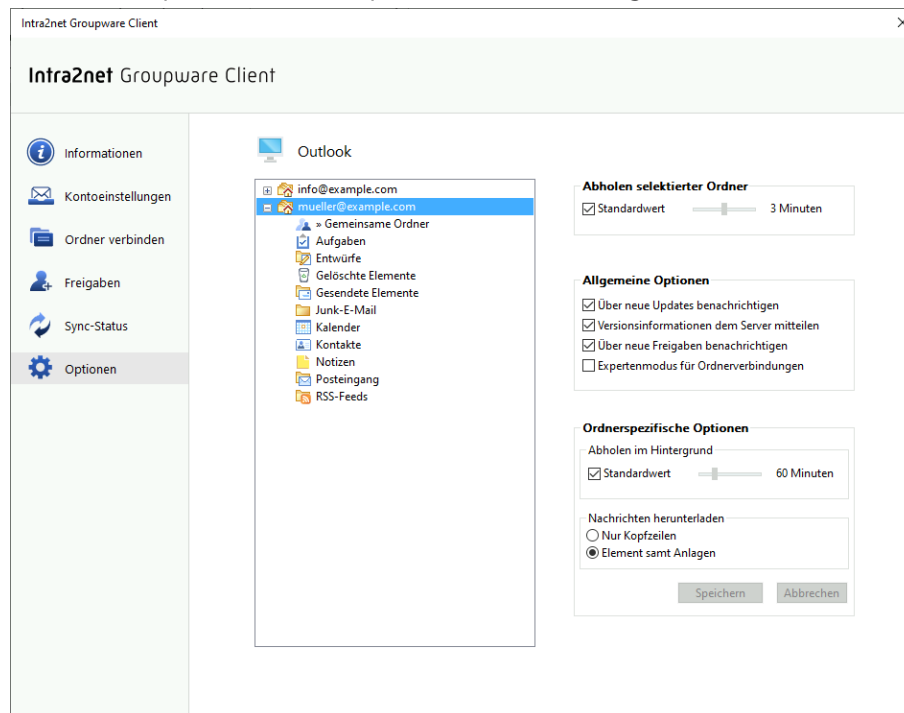 Intra2net Groupware Client
Intra2net Groupware Client
Informationen
Kontoeinstellungen
Ordner verbinden
Freigaben
Sync-Status
Optionen
Outlook
info@example.com
mueller@example.com
» Gemeinsame Ordner
Aufgaben
Entwürfe
Gelöschte Elemente
Gesendete Elemente
Junk-E-Mail
Kalender
Kontakte
Notizen
Posteingang
RSS-Feeds
Abholen selektierter Ordner
Standardwert 3 Minuten
Allgemeine Optionen
Über neue Updates benachrichtigen
Versionsinformationen dem Server mitteilen
Über neue Freigaben benachrichtigen
Expertenmodus für Ordnerverbindungen
Ordnerspezifische Optionen
Abholen im Hintergrund
Standardwert 60 Minuten
Nachrichten herunterladen
Nur Kopfzeilen
Element samt Anlagen
Speichern Abbrechen